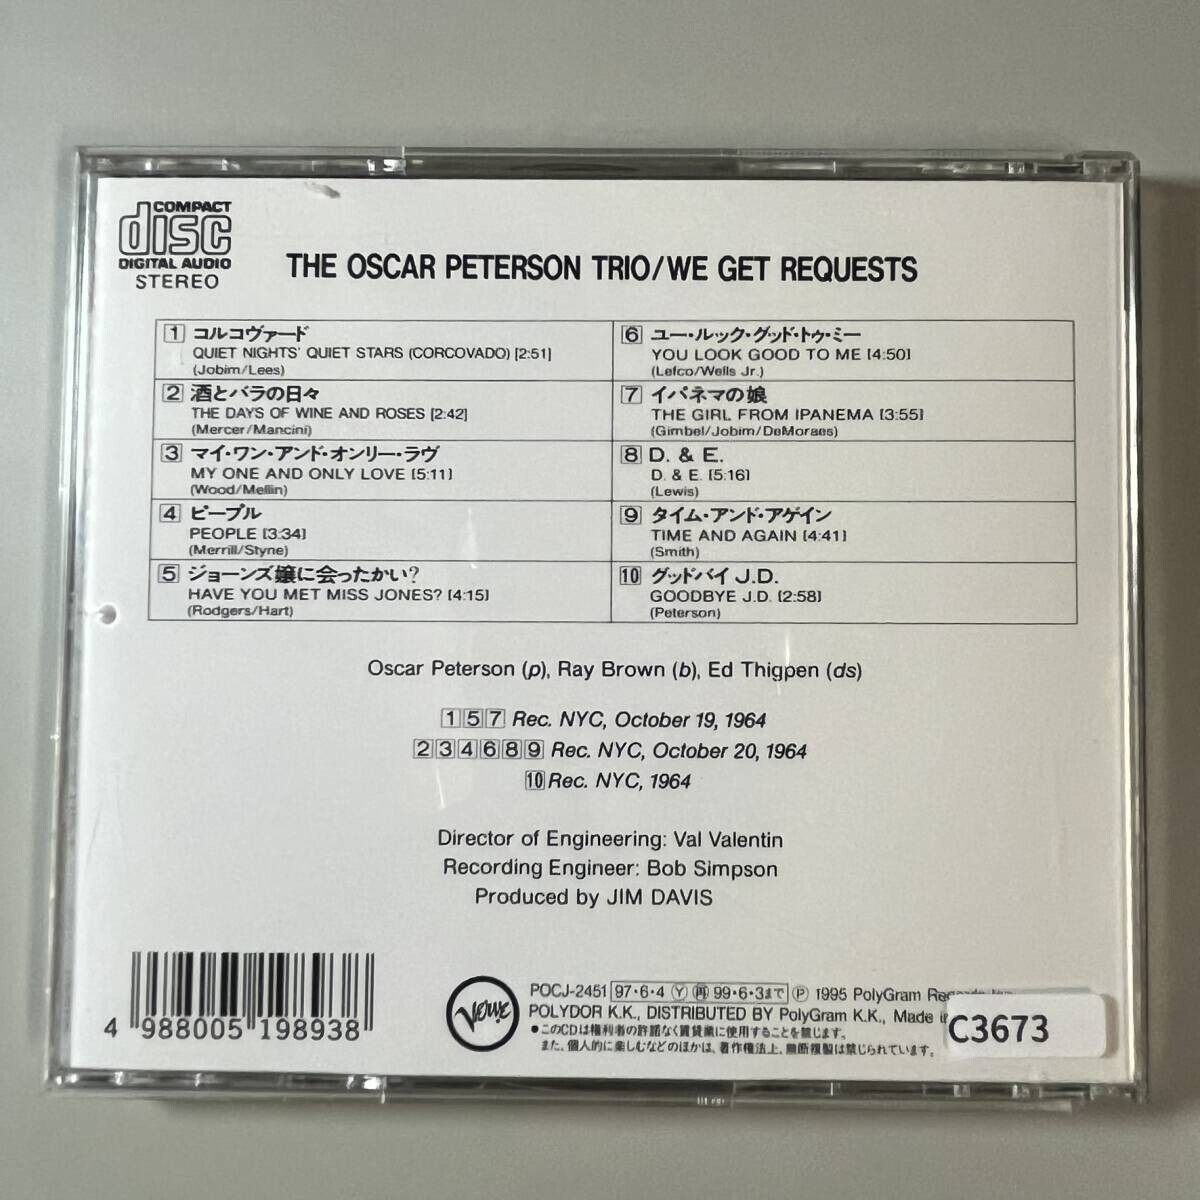 COMPACT
disc
DIGITAL AUDIO
STEREO
THE OSCAR PETERSON TRIO/WE GET REQUESTS
1 コルコヴァード
QUIET NIGHTS' QUIET STARS (CORCOVADO) [2:51]
(Jobim/Lees)
2 酒とバラの日々
THE DAYS OF WINE AND ROSES [2:42]
(Mercer/Mancini)
3 マイ・ワン・アンド・オンリー・ラヴ
MY ONE AND ONLY LOVE [5:11]
(Wood/Mellin)
4 ピープル
PEOPLE [3:34]
(Merrill/Styne)
5 ジョーンズ嬢に会ったかい?
HAVE YOU MET MISS JONES? [4:15]
(Rodgers/Hart)
6 ユー・ルック・グッド・トゥ・ミー
YOU LOOK GOOD TO ME [4:50]
(Lefco/Wells Jr.)
7 イパネマの娘
THE GIRL FROM IPANEMA [3:55]
(Gimbel/Jobim/DeMoraes)
8 D. & E.
D. & E. [5:16]
(Lewis)
9 タイム・アンド・アゲイン
TIME AND AGAIN [4:41]
(Smith)
10 グッドバイ J.D.
GOODBYE J.D. [2:58]
(Peterson)
Oscar Peterson (p), Ray Brown (b), Ed Thigpen (ds)
1 5 7 Rec. NYC, October 19, 1964
2 3 4 6 8 9 Rec. NYC, October 20, 1964
10 Rec. NYC, 1964
Director of Engineering: Val Valentin
Recording Engineer: Bob Simpson
Produced by JIM DAVIS
4 988005 198938
Verve
POCJ-2451 97・6・4 Ⓨ 再 99・6・3まで Ⓟ 1995 PolyGram
POLYDOR K.K., DISTRIBUTED BY PolyGram K.K., Made
●このCDは権利者の許諾なく賃貸業に使用することを禁じます。
また、個人的に楽しむなどのほかは、著作権法上、無断複製は禁じられています。
C3673